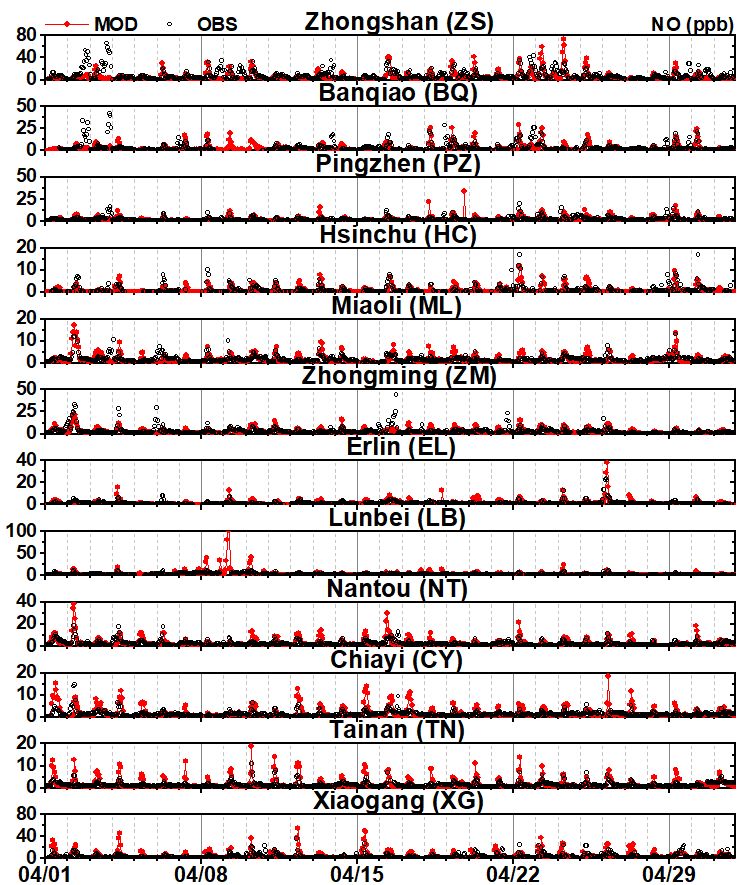 MOD OBS Zhongshan (ZS) NO (ppb)
80
40
0
Banqiao (BQ)
50
25
0
Pingzhen (PZ)
50
25
0
Hsinchu (HC)
20
10
0
Miaoli (ML)
20
10
0
Zhongming (ZM)
50
25
0
Erlin (EL)
40
20
0
Lunbei (LB)
100
50
0
Nantou (NT)
40
20
0
Chiayi (CY)
20
10
0
Tainan (TN)
20
10
0
Xiaogang (XG)
80
40
0
04/01 04/08 04/15 04/22 04/29